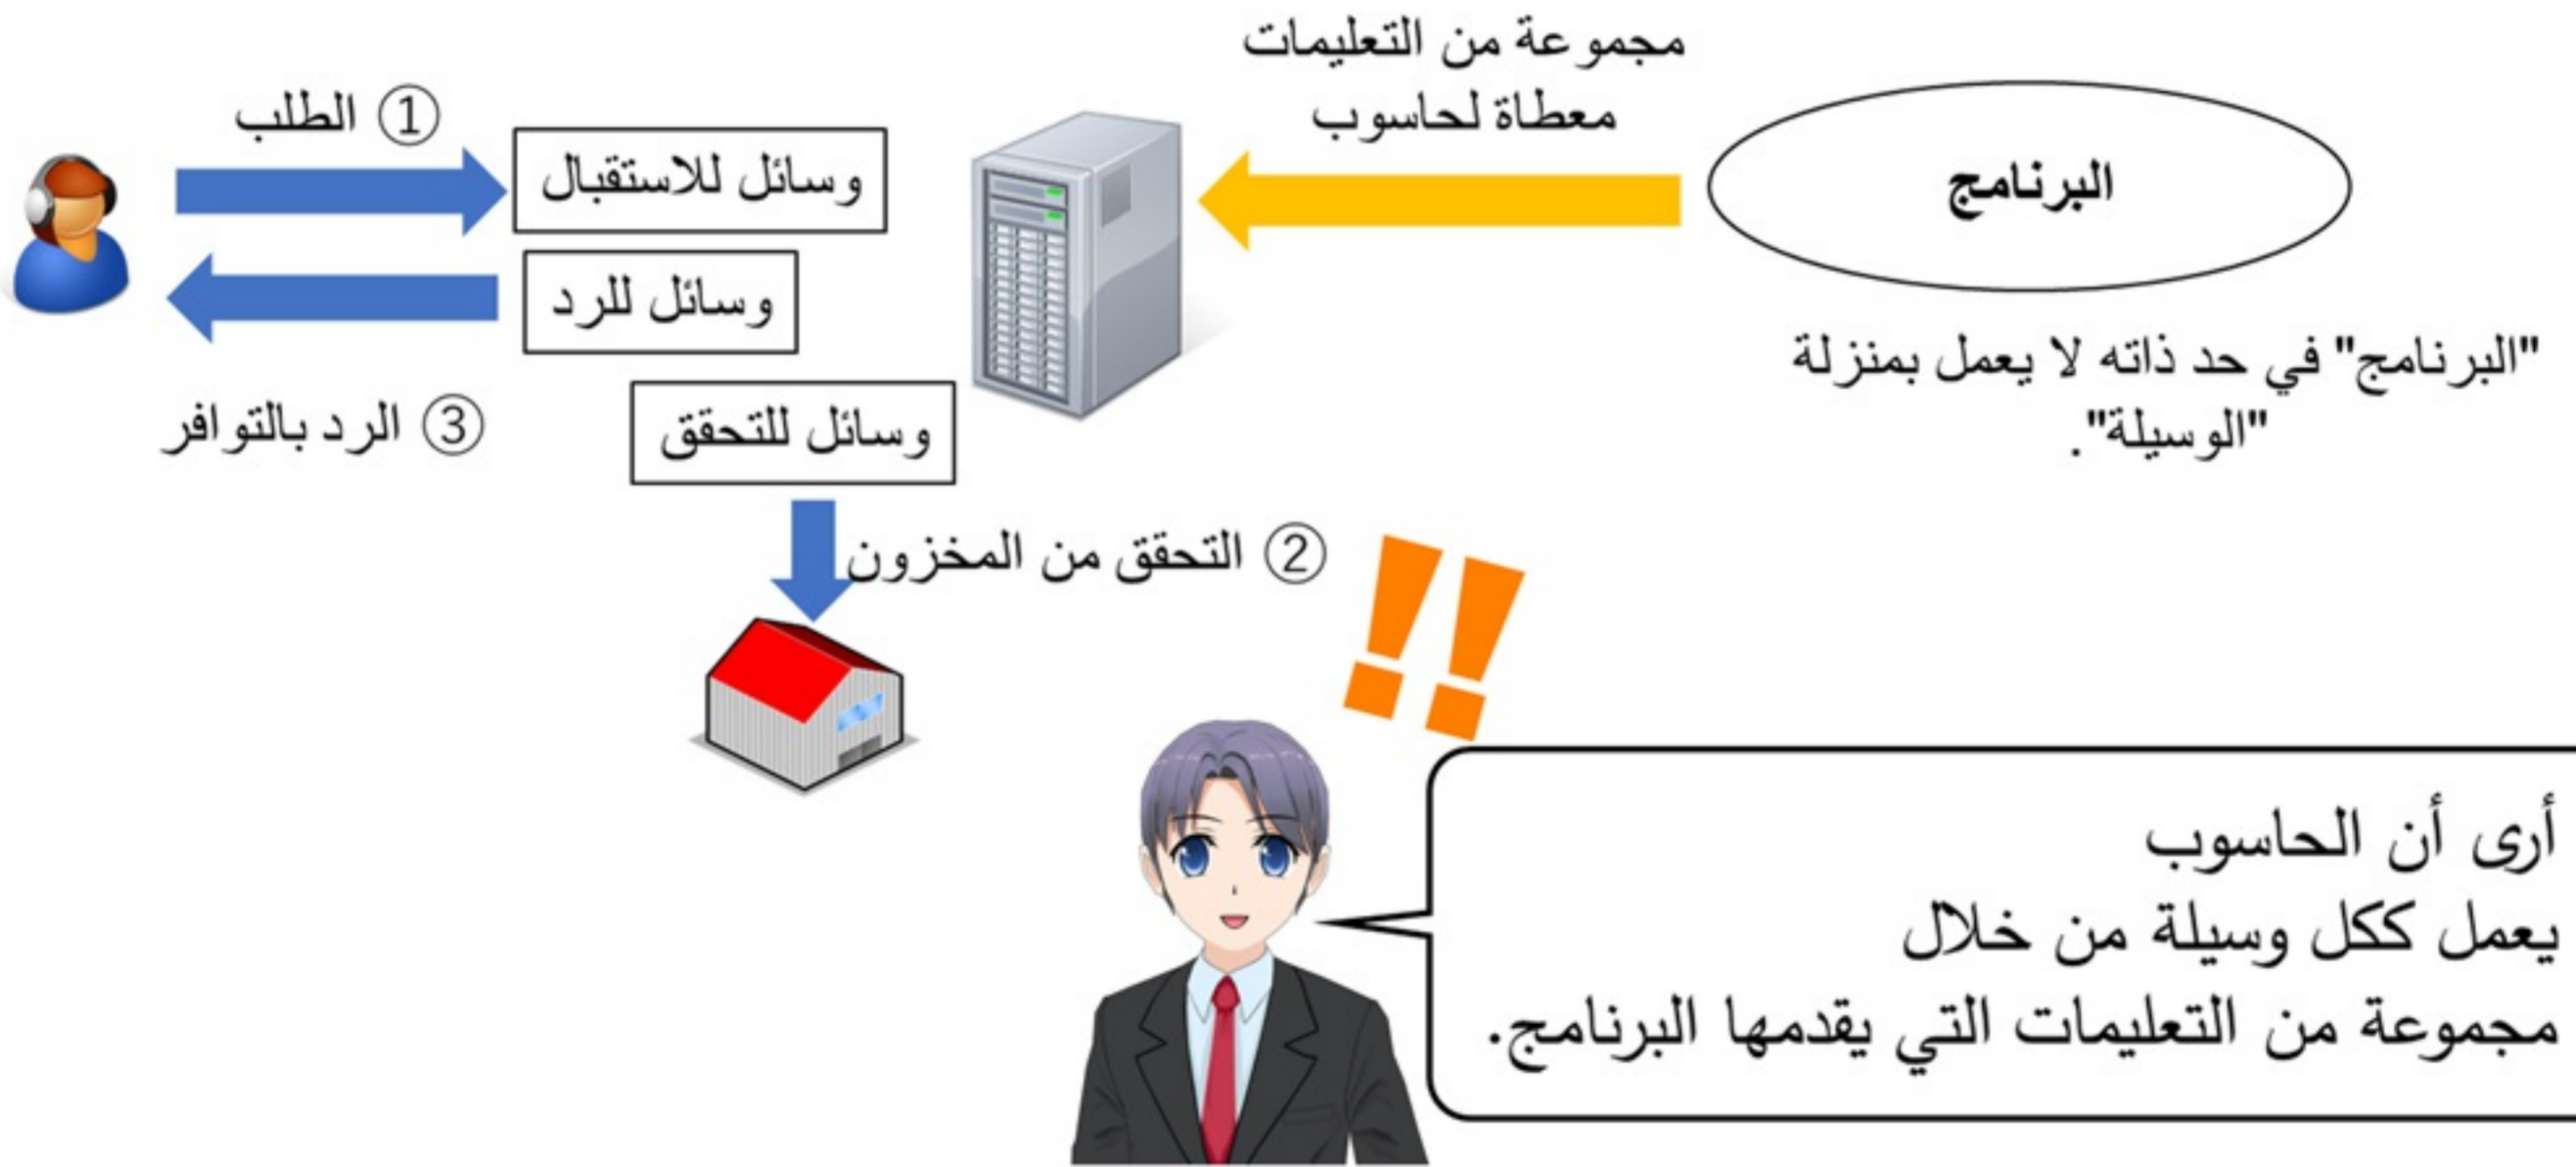 مجموعة من التعليمات
معطاة لحاسوب
البرنامج
"البرنامج" في حد ذاته لا يعمل بمنزلة
"الوسيلة".
① الطلب
وسائل للاستقبال
وسائل للرد
③ الرد بالتوافر
وسائل للتحقق
② التحقق من المخزون
!!
أرى أن الحاسوب
يعمل ككل وسيلة من خلال
مجموعة من التعليمات التي يقدمها البرنامج.